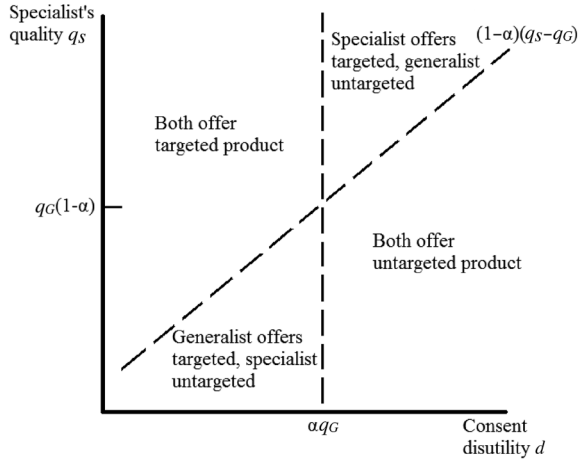 Specialist's
quality qS
(1−α)(qS−qG)
Specialist offers
targeted, generalist
untargeted
Both offer
targeted product
qG(1-α)
Both offer
untargeted product
Generalist offers
targeted, specialist
untargeted
αqG
Consent
disutility d